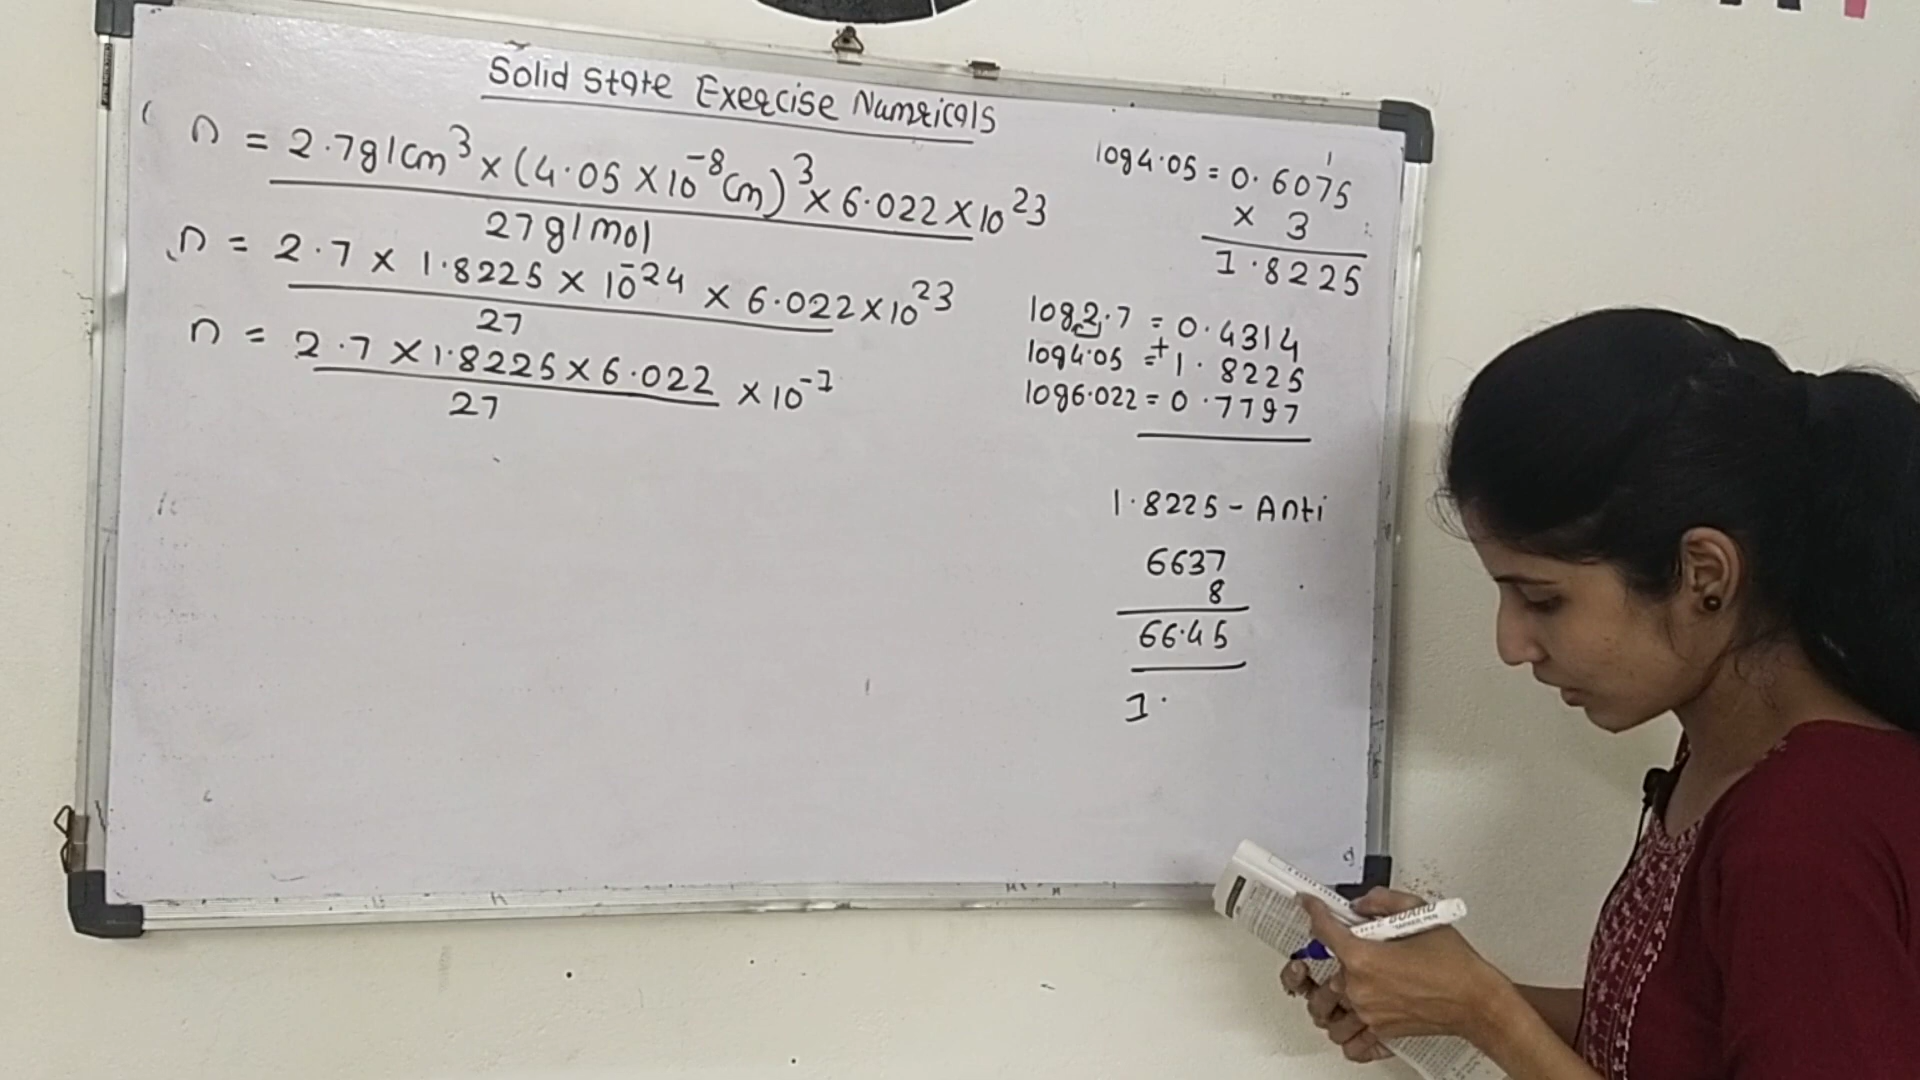 Solid State Exercise Numericals
n = 2.7g/cm³ × (4.05 × 10⁻⁸cm)³ × 6.022 × 10²³
27g/mol
n = 2.7 × 1.8225 × 10⁻²⁴ × 6.022 × 10²³
27
n = 2.7 × 1.8225 × 6.022 × 10⁻¹
27
1
log4.05 = 0.6075
× 3
1.8225
log2.7 = 0.4314
log4.05 = + 1.8225
log6.022 = 0.7797
1.8225 - Anti
6637
8
66.45
1.
BOARD